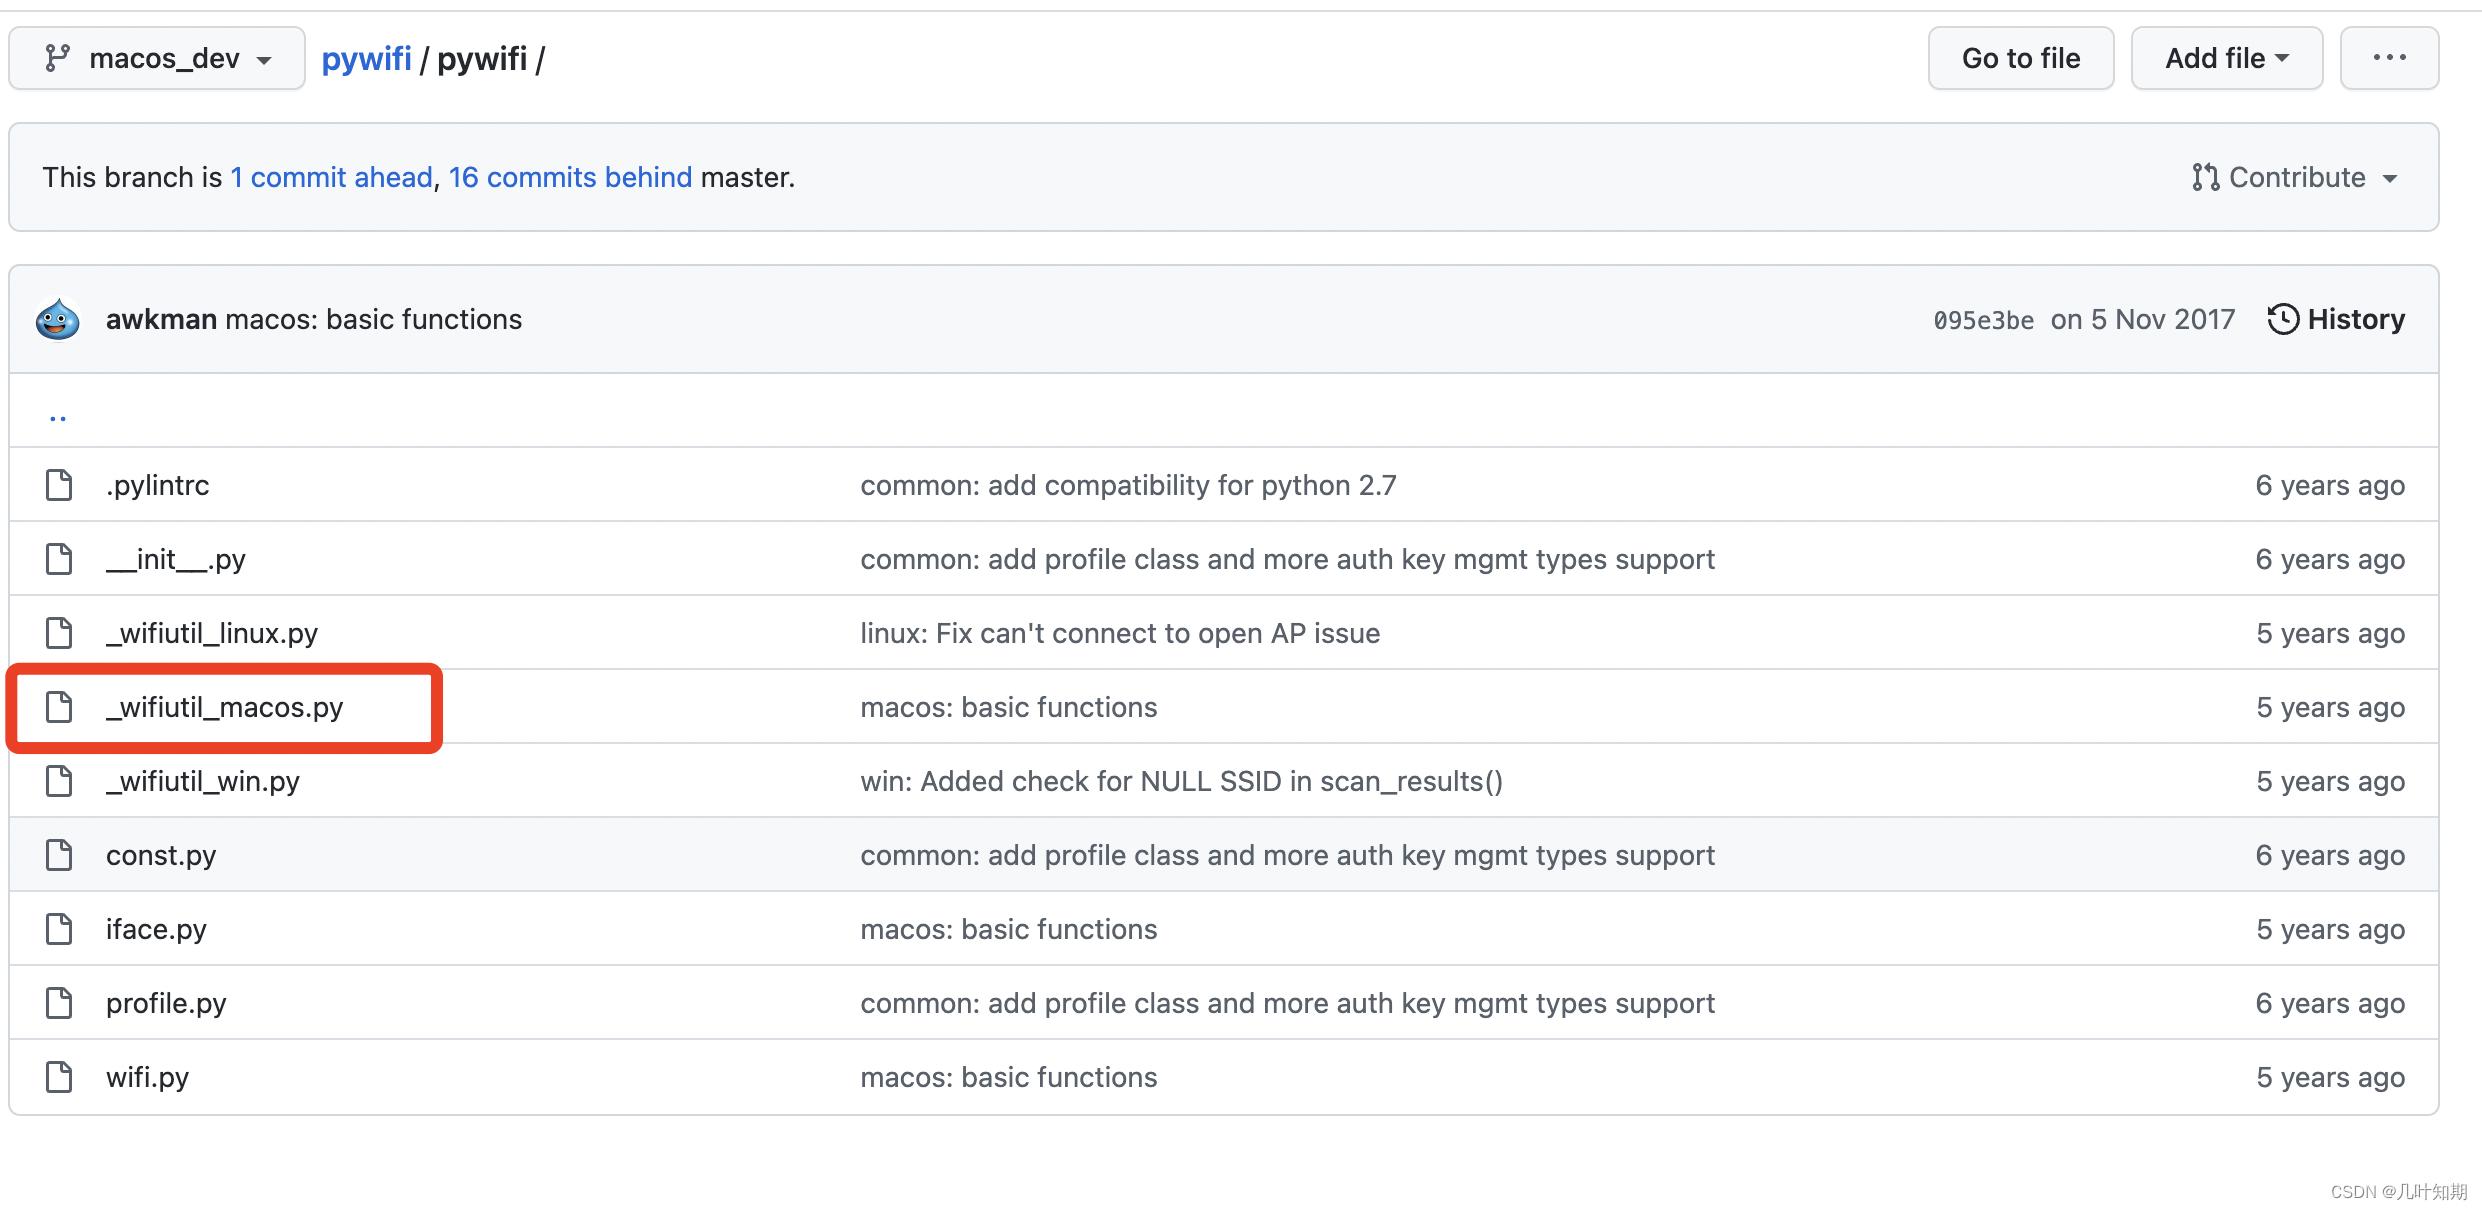 macos_dev pywifi / pywifi / Go to file Add file ...
This branch is 1 commit ahead, 16 commits behind master. Contribute
awkman macos: basic functions 095e3be on 5 Nov 2017 History
..
.pylintrc common: add compatibility for python 2.7 6 years ago
__init__.py common: add profile class and more auth key mgmt types support 6 years ago
_wifiutil_linux.py linux: Fix can't connect to open AP issue 5 years ago
_wifiutil_macos.py macos: basic functions 5 years ago
_wifiutil_win.py win: Added check for NULL SSID in scan_results() 5 years ago
const.py common: add profile class and more auth key mgmt types support 6 years ago
iface.py macos: basic functions 5 years ago
profile.py common: add profile class and more auth key mgmt types support 6 years ago
wifi.py macos: basic functions 5 years ago
CSDN @几叶知期